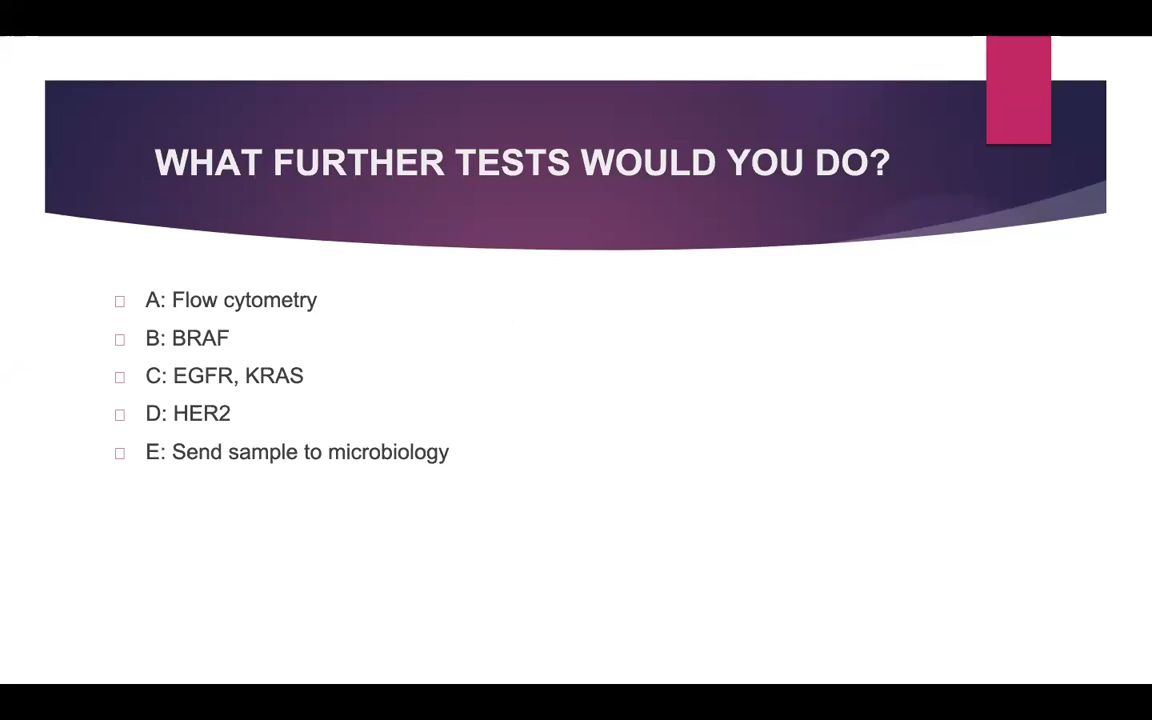 WHAT FURTHER TESTS WOULD YOU DO?
A: Flow cytometry
B: BRAF
C: EGFR, KRAS
D: HER2
E: Send sample to microbiology